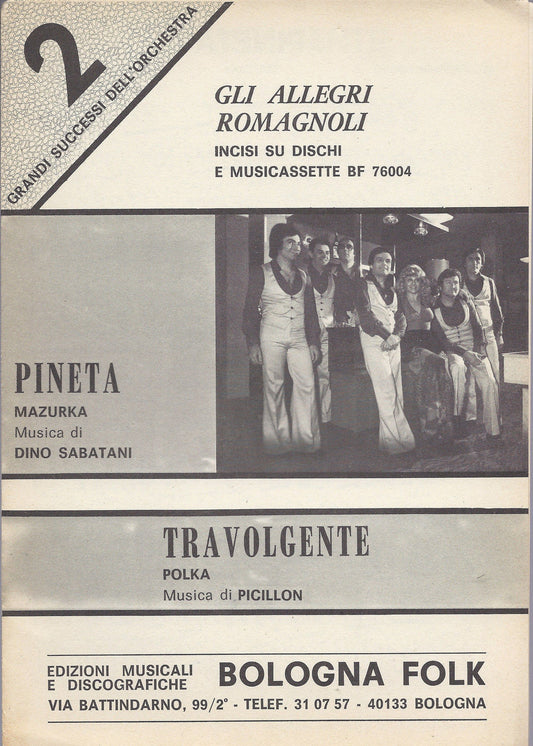 2
GRANDI SUCCESSI DELL'ORCHESTRA
GLI ALLEGRI
ROMAGNOLI
INCISI SU DISCHI
E MUSICASSETTE BF 76004
PINETA
MAZURKA
Musica di
DINO SABATANI
TRAVOLGENTE
POLKA
Musica di PICILLON
EDIZIONI MUSICALI
E DISCOGRAFICHE
BOLOGNA FOLK
VIA BATTINDARNO, 99/2° - TELEF. 31 07 57 - 40133 BOLOGNA